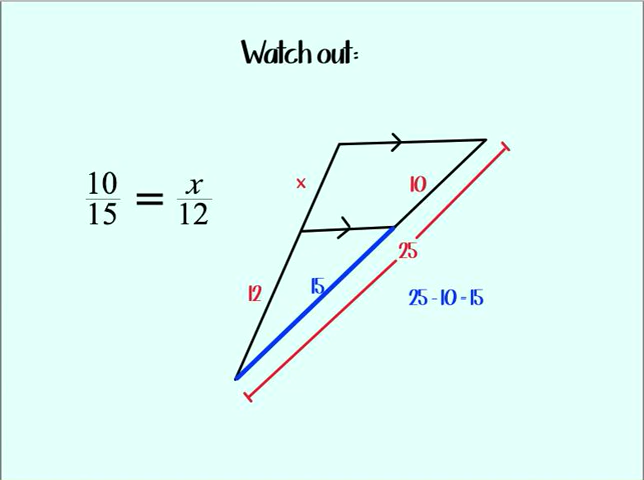 Watch out:
10/15 = x/12
x
10
25
15
12
25 - 10 = 15